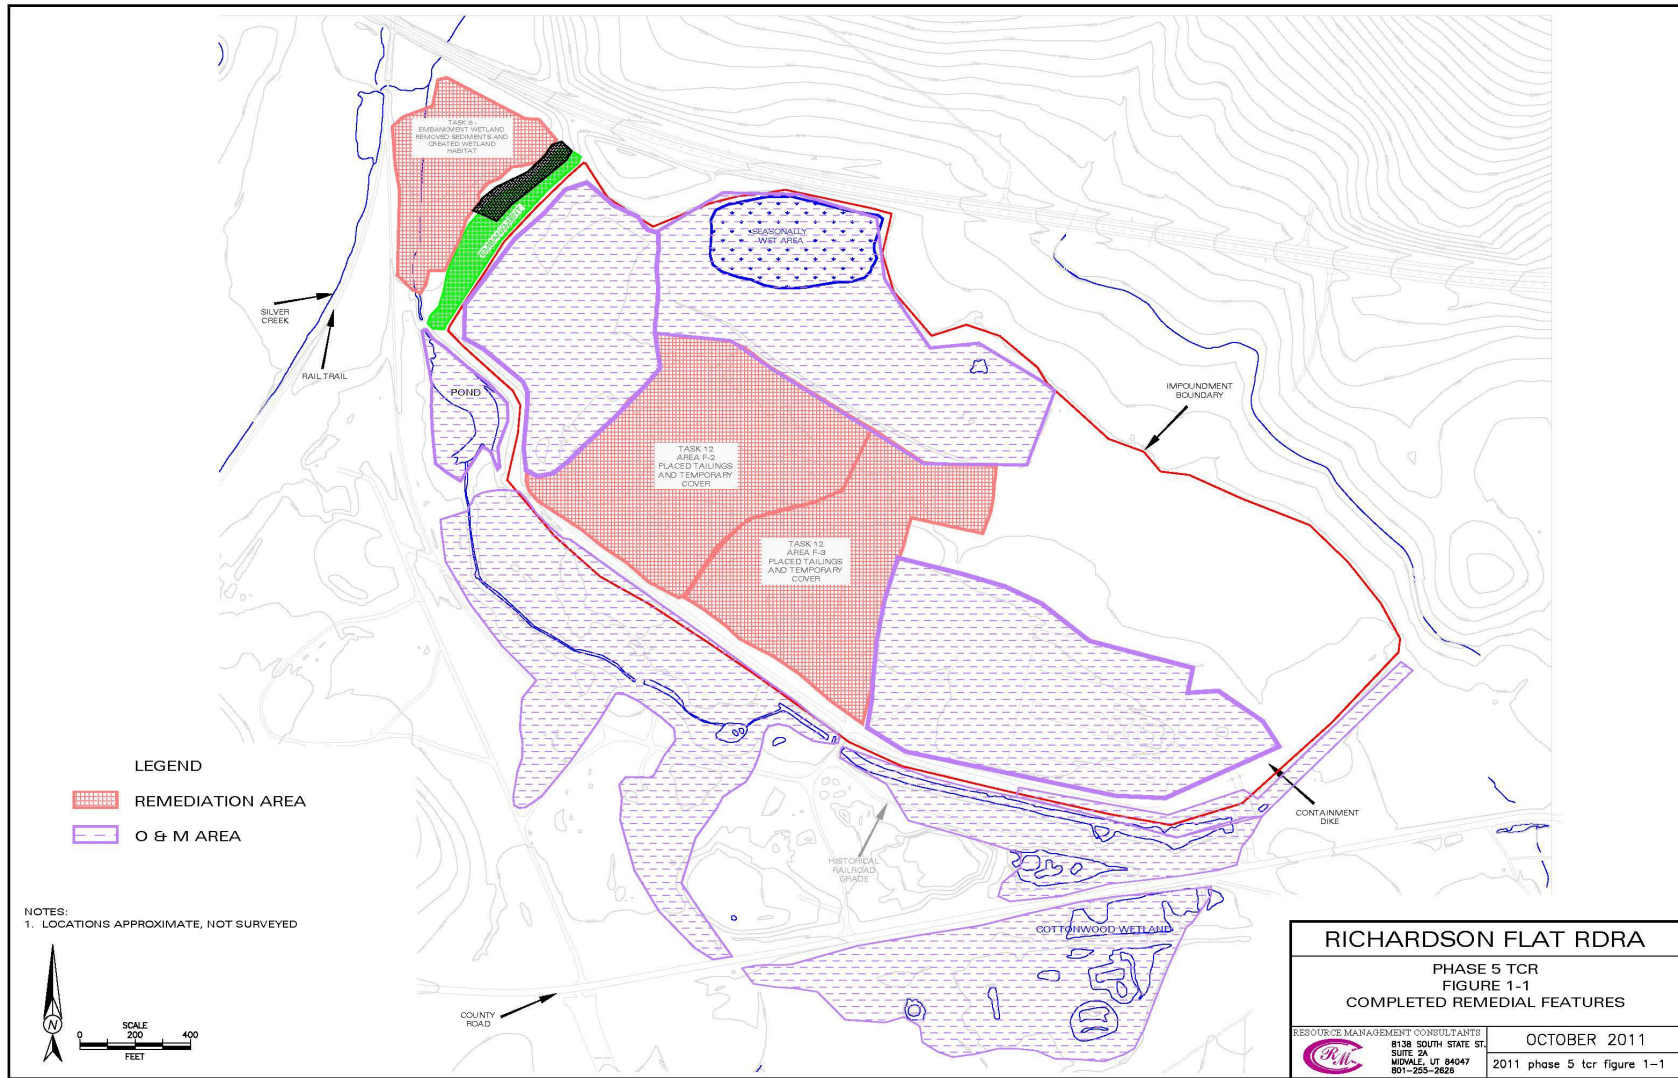 TASK 8 -
EMBANKMENT WETLAND
REMOVED SEDIMENTS AND
CREATED WETLAND
HABITAT
EMBANKMENT
SEASONALLY
WET AREA
SILVER
CREEK
RAIL TRAIL
POND
IMPOUNDMENT
BOUNDARY
TASK 12
AREA F-2
PLACED TAILINGS
AND TEMPORARY
COVER
TASK 12
AREA F-3
PLACED TAILINGS
AND TEMPORARY
COVER
CONTAINMENT
DIKE
HISTORICAL
RAILROAD
GRADE
COTTONWOOD WETLAND
COUNTY
ROAD
LEGEND
REMEDIATION AREA
O & M AREA
NOTES:
1. LOCATIONS APPROXIMATE, NOT SURVEYED
N
SCALE
0 200 400
FEET
RICHARDSON FLAT RDRA
PHASE 5 TCR
FIGURE 1-1
COMPLETED REMEDIAL FEATURES
RESOURCE MANAGEMENT CONSULTANTS
RMC
8138 SOUTH STATE ST.
SUITE 2A
MIDVALE, UT 84047
801-255-2626
OCTOBER 2011
2011 phase 5 tcr figure 1-1